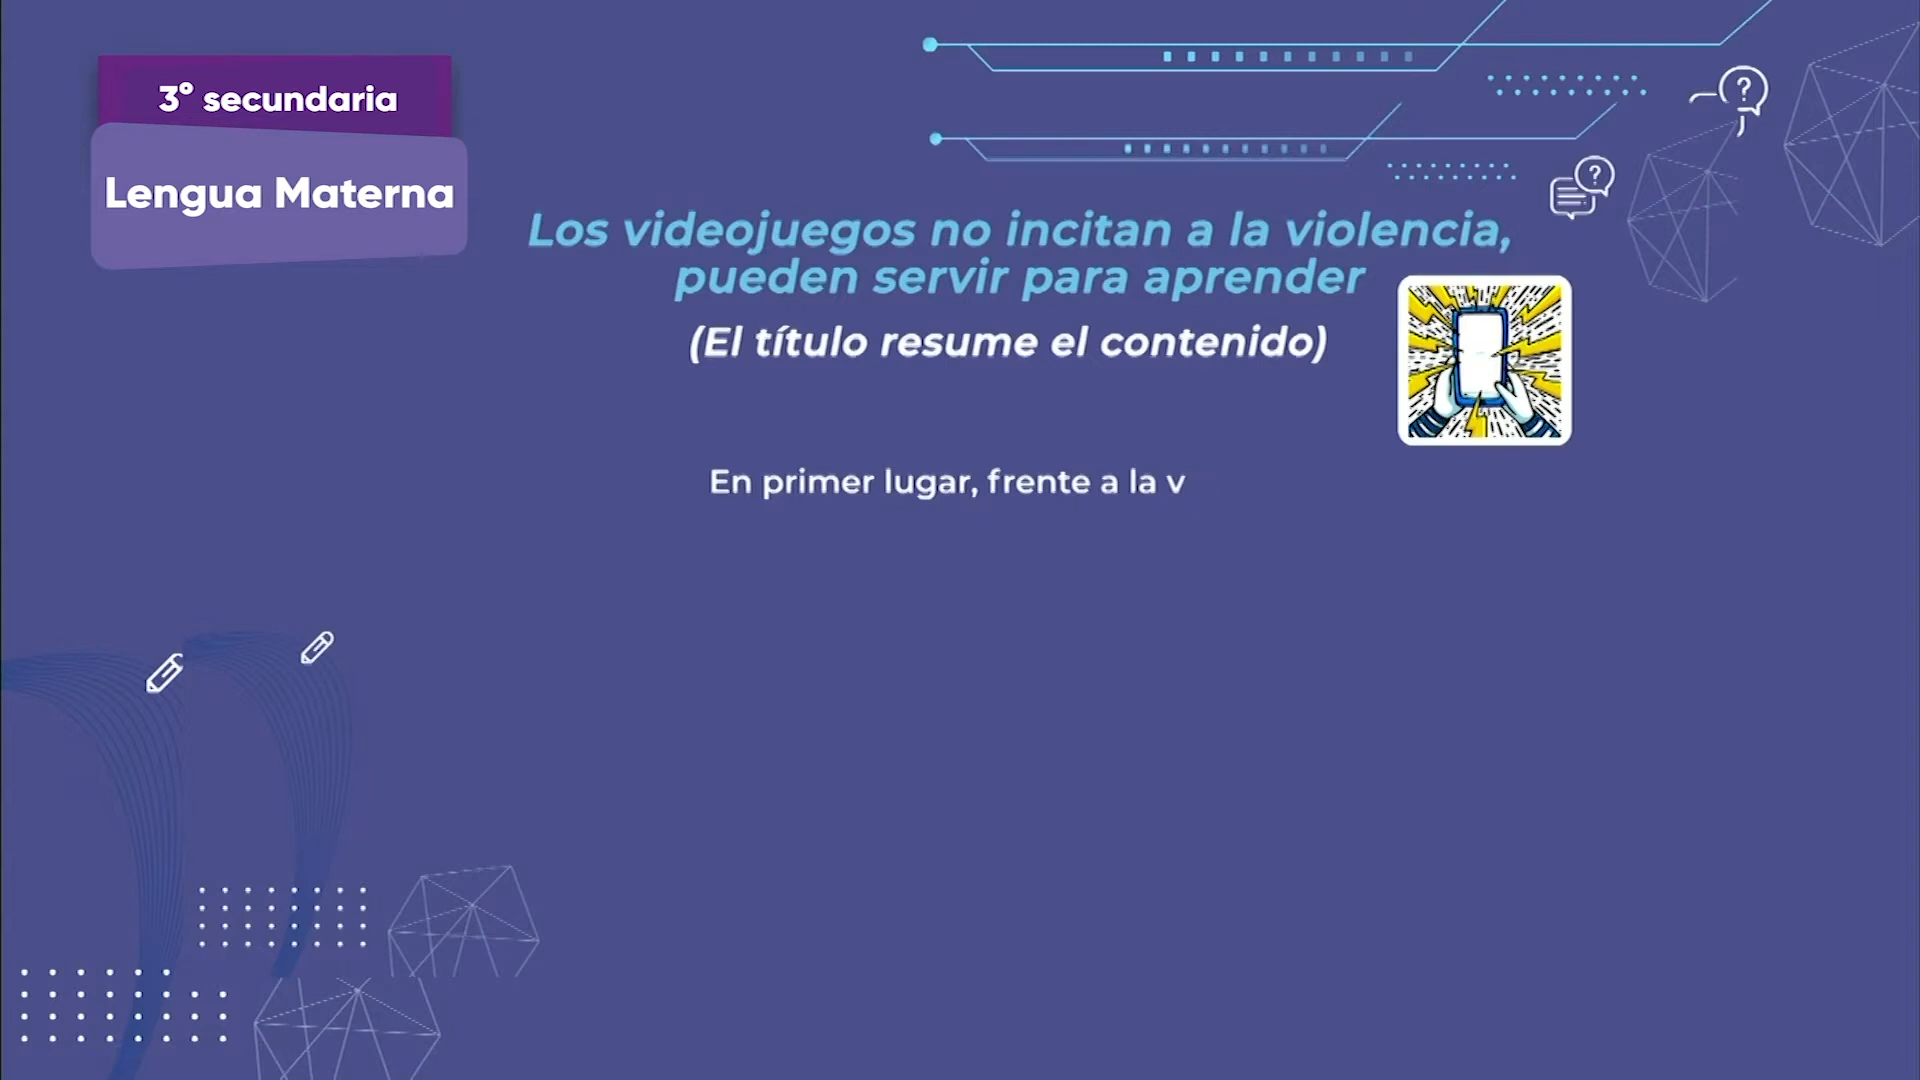 3° secundaria
Lengua Materna
Los videojuegos no incitan a la violencia,
pueden servir para aprender
(El título resume el contenido)
En primer lugar, frente a la v